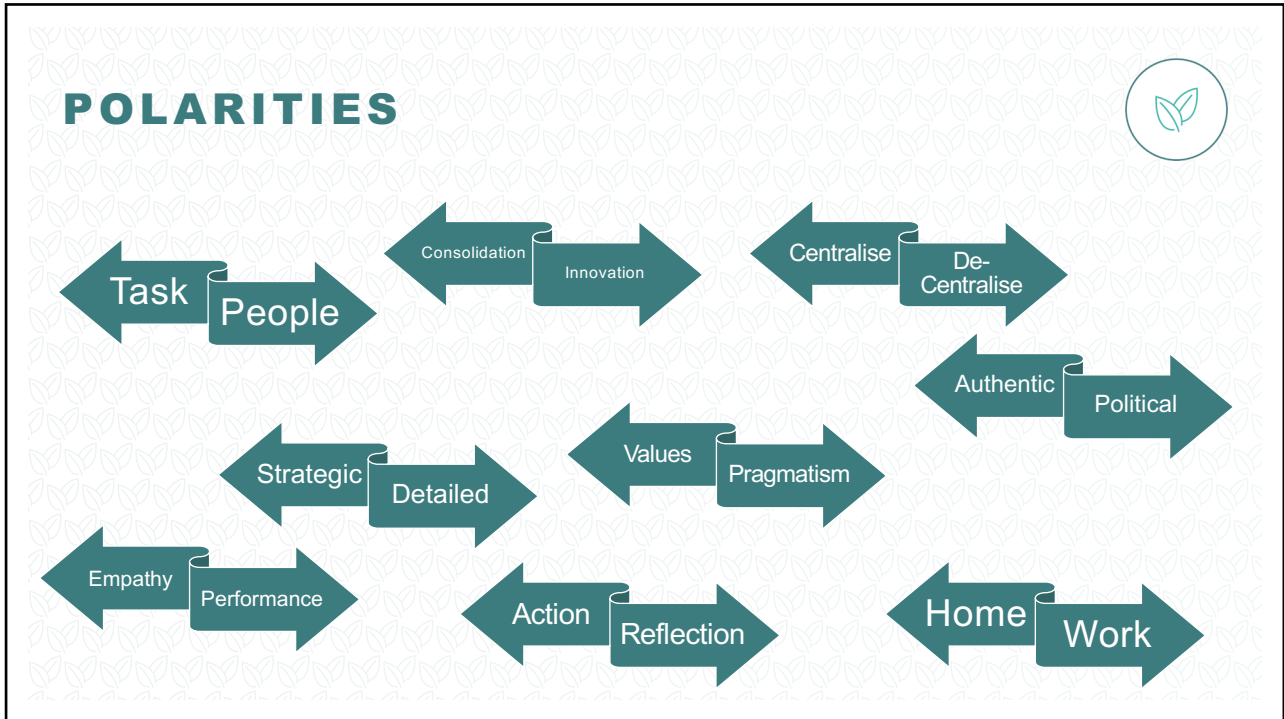 POLARITIES
Task
People
Consolidation
Innovation
Centralise
De-
Centralise
Authentic
Political
Strategic
Detailed
Values
Pragmatism
Empathy
Performance
Action
Reflection
Home
Work